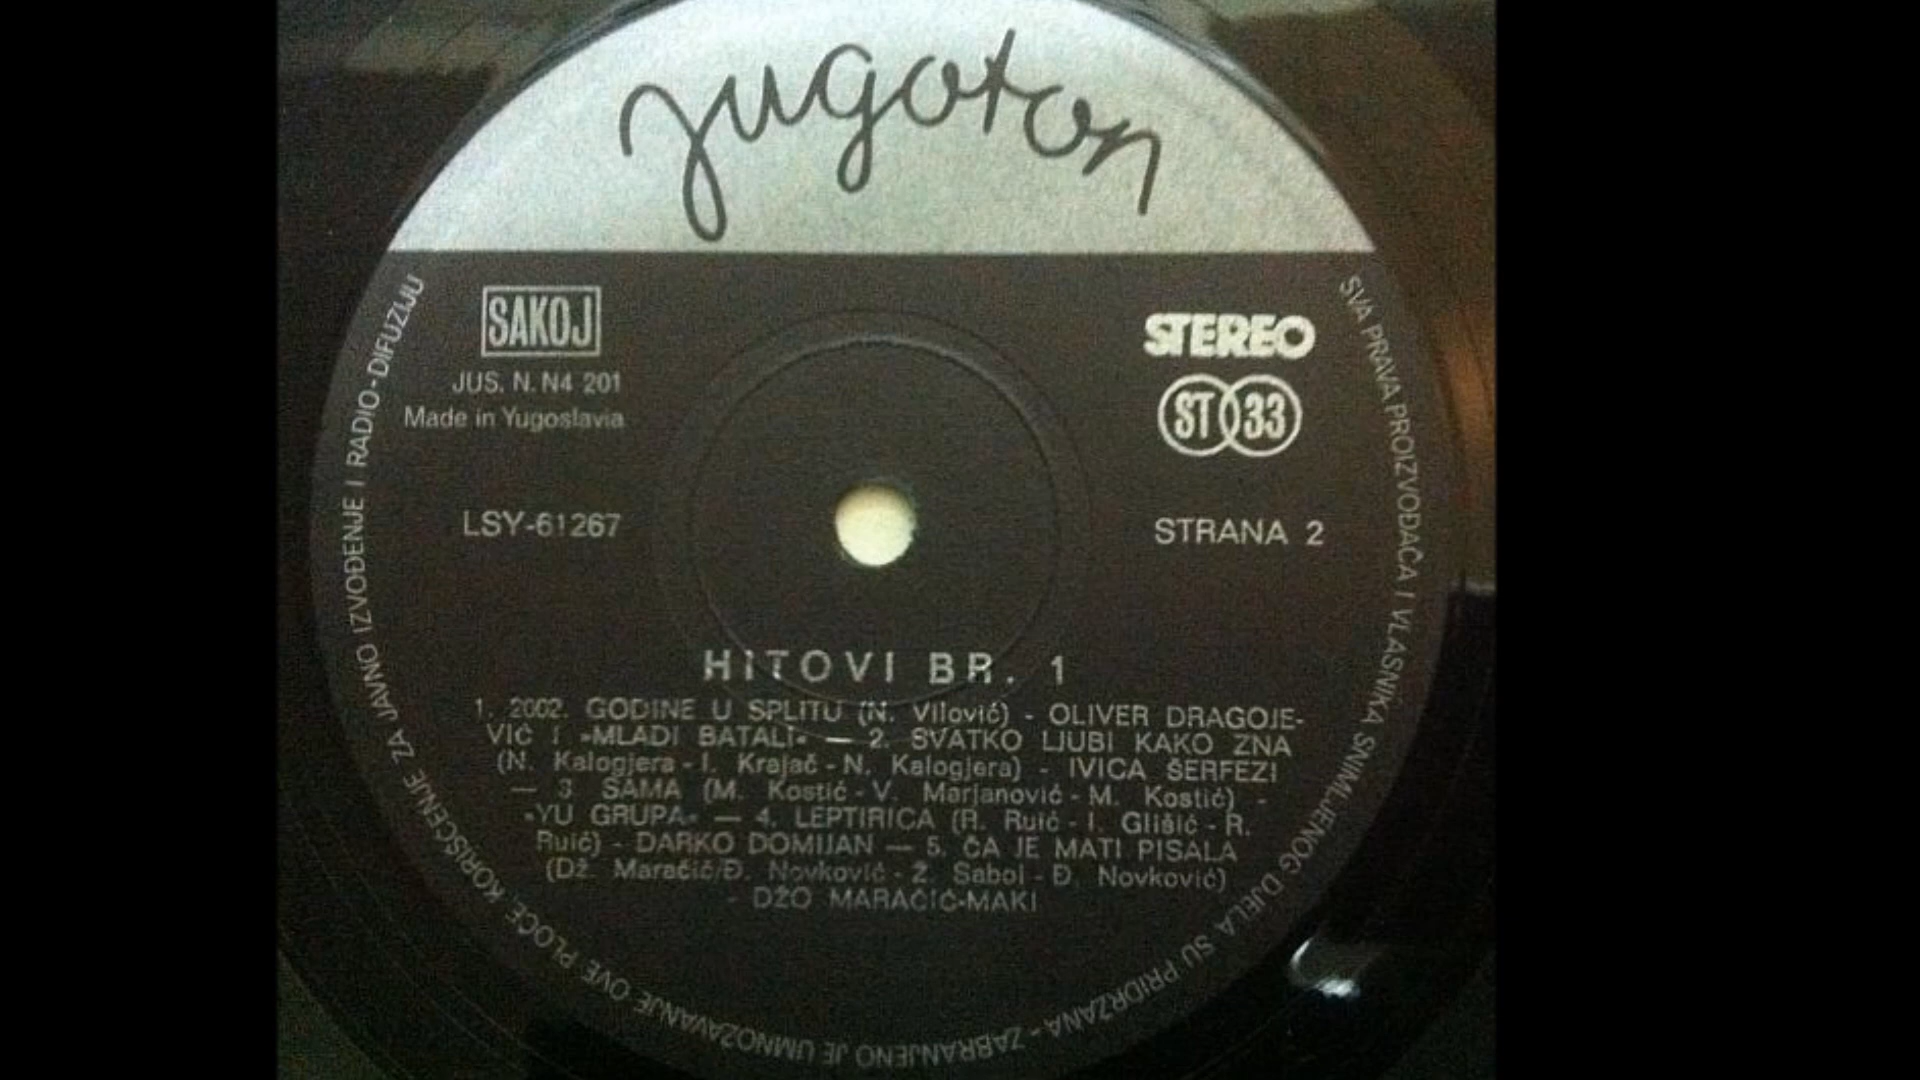 jugoton
SAKOJ
JUS. N. N4 201
Made in Yugoslavia
STEREO
ST 33
LSY-61267
STRANA 2
HITOVI BR. 1
1. 2002. GODINE U SPLITU (N. Vilović) - OLIVER DRAGOJE-
VIĆ I »MLADI BATALI« — 2. SVATKO LJUBI KAKO ZNA
(N. Kalogjera - I. Krajač - N. Kalogjera) - IVICA ŠERFEZI
— 3. SAMA (M. Kostić - V. Marjanović - M. Kostić) -
»YU GRUPA« — 4. LEPTIRICA (R. Ruić - I. Glišić - R.
Ruić) - DARKO DOMIJAN — 5. ČA JE MATI PISALA
(Dž. Maračić/Đ. Novković - Ž. Sabol - Đ. Novković)
- DŽO MARAČIĆ-MAKI
SVA PRAVA PROIZVOĐAČA I VLASNIKA SNIMLJENOG DJELA SU PRIDRŽANA - ZABRANJENO JE UMNOŽAVANJE OVE PLOČE, KORIŠĆENJE ZA JAVNO IZVOĐENJE I RADIO-DIFUZIJU